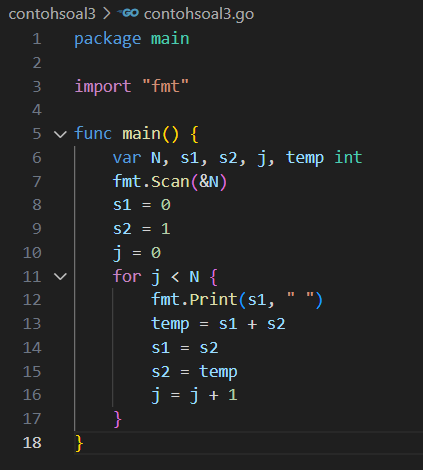 contohsoal3 > contohsoal3.go
1 package main
2
3 import "fmt"
4
5 func main() {
6     var N, s1, s2, j, temp int
7     fmt.Scan(&N)
8     s1 = 0
9     s2 = 1
10     j = 0
11     for j < N {
12         fmt.Print(s1, " ")
13         temp = s1 + s2
14         s1 = s2
15         s2 = temp
16         j = j + 1
17     }
18 }